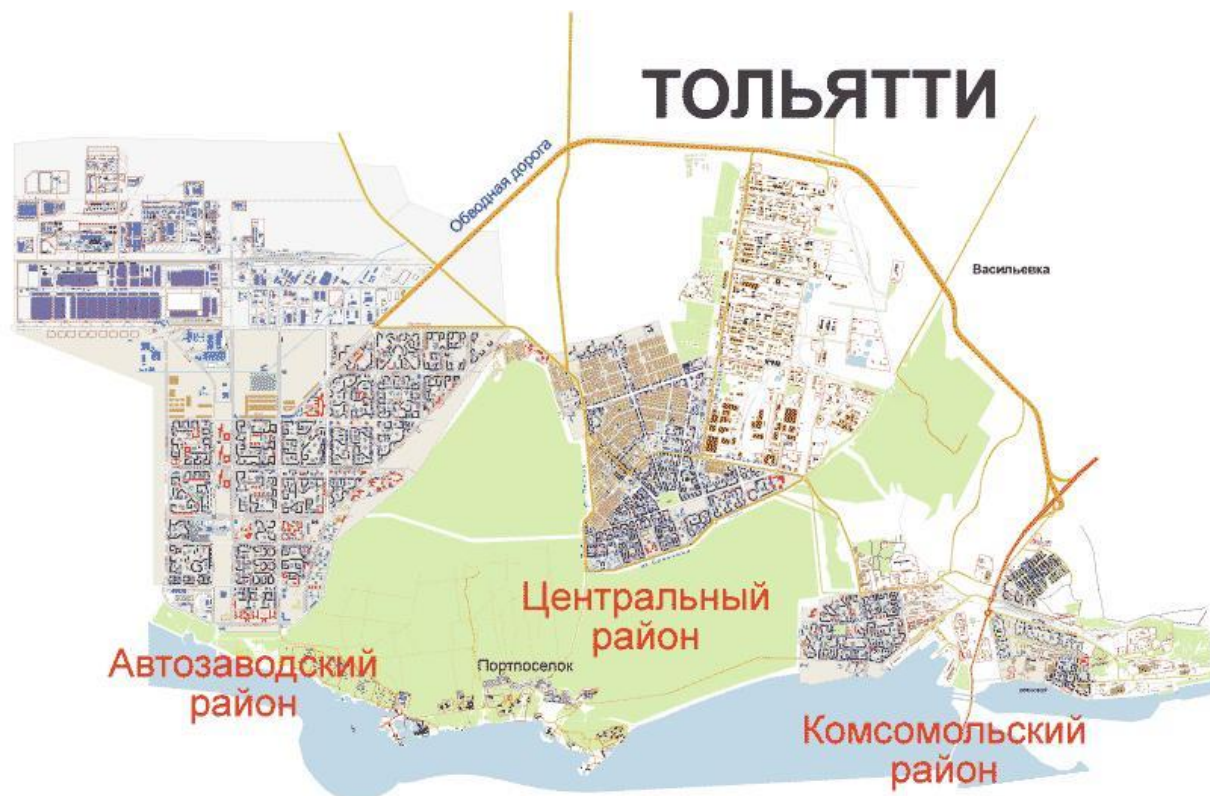 ТОЛЬЯТТИ
Обводная дорога
Васильевка
Центральный
район
Автозаводский
район
Портпоселок
Комсомольский
район